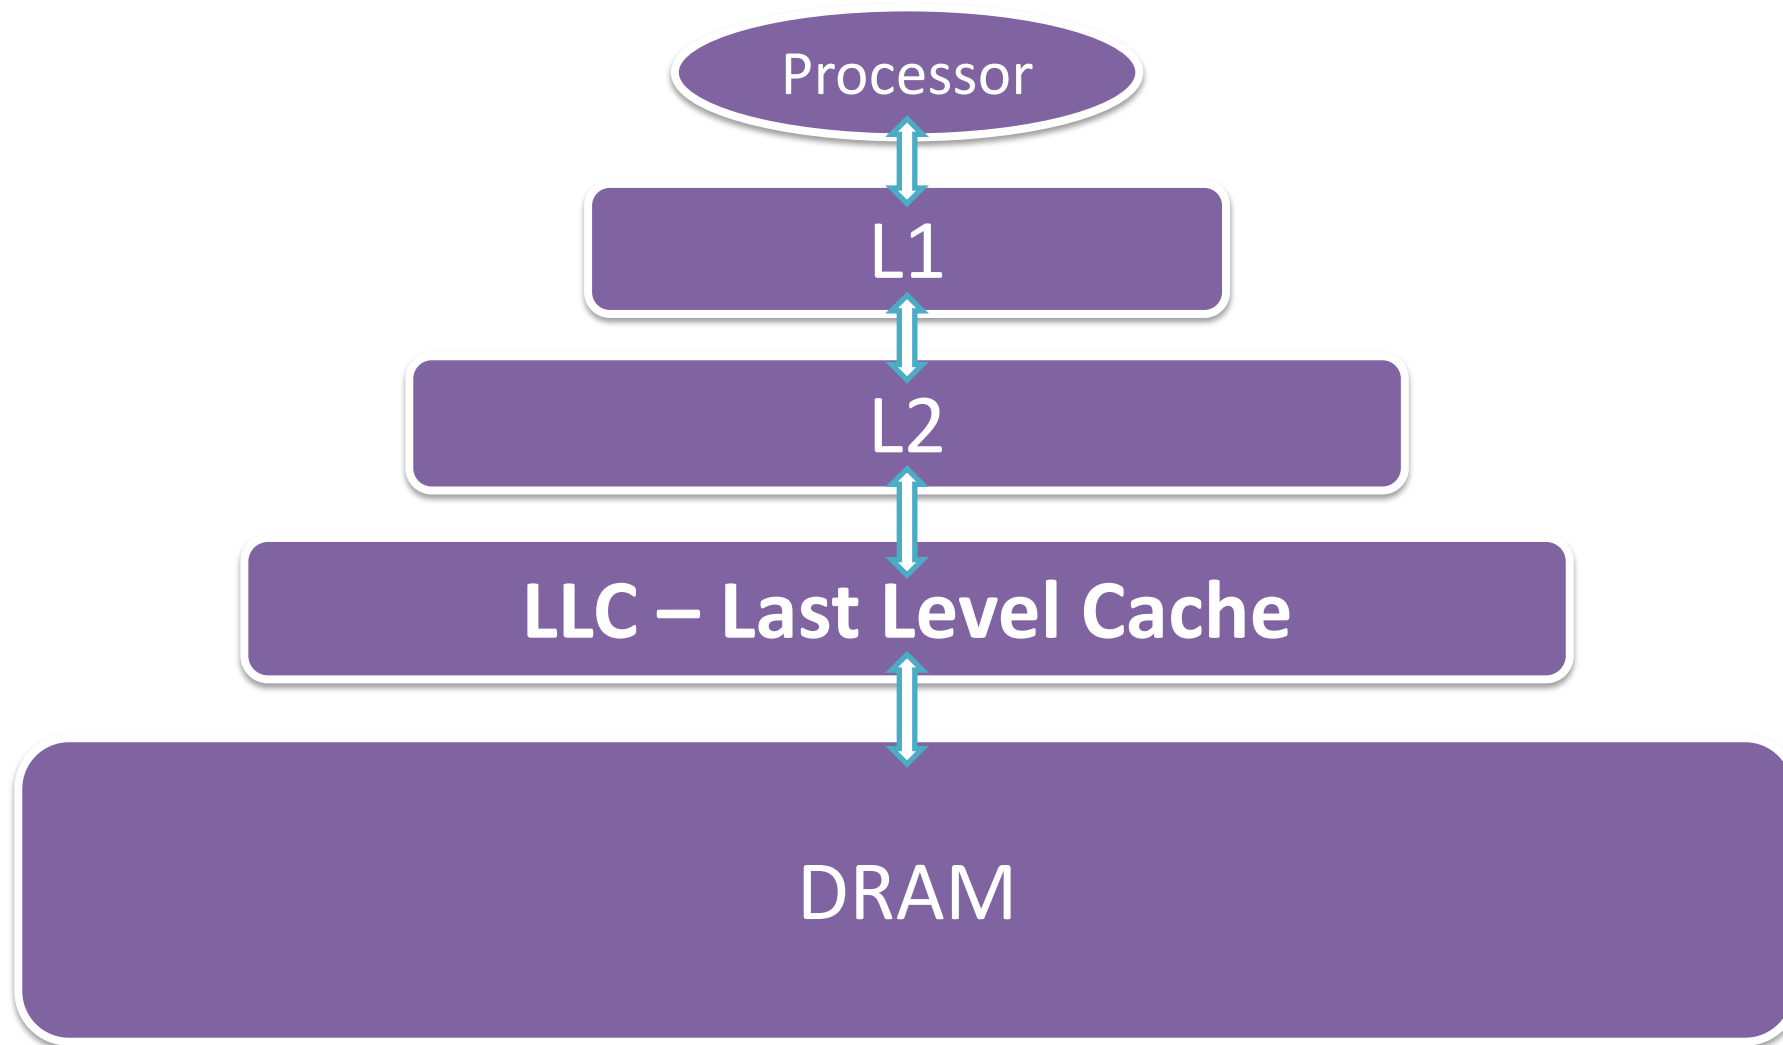 Processor
L1
L2
LLC – Last Level Cache
DRAM